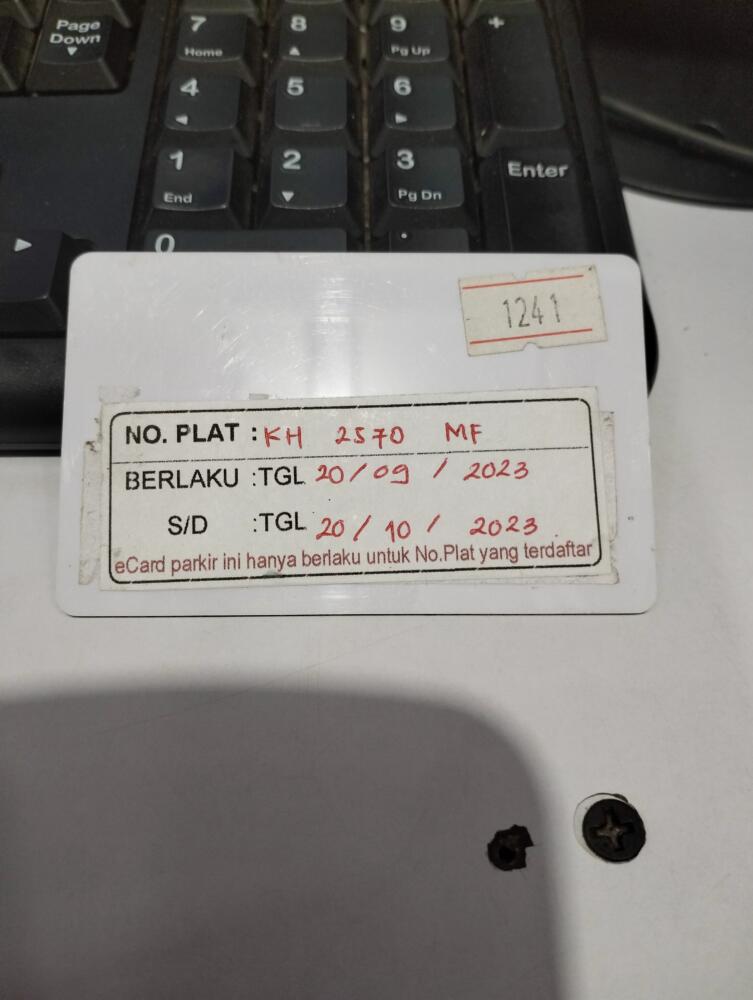 Page
Down
7
Home
8
9
Pg Up
+
4
5
6
1
End
2
3
Pg Dn
Enter
0
.
1241
NO. PLAT : KH 2570 MF
BERLAKU :TGL 20/09/2023
S/D :TGL 20/10/2023
eCard parkir ini hanya berlaku untuk No.Plat yang terdaftar